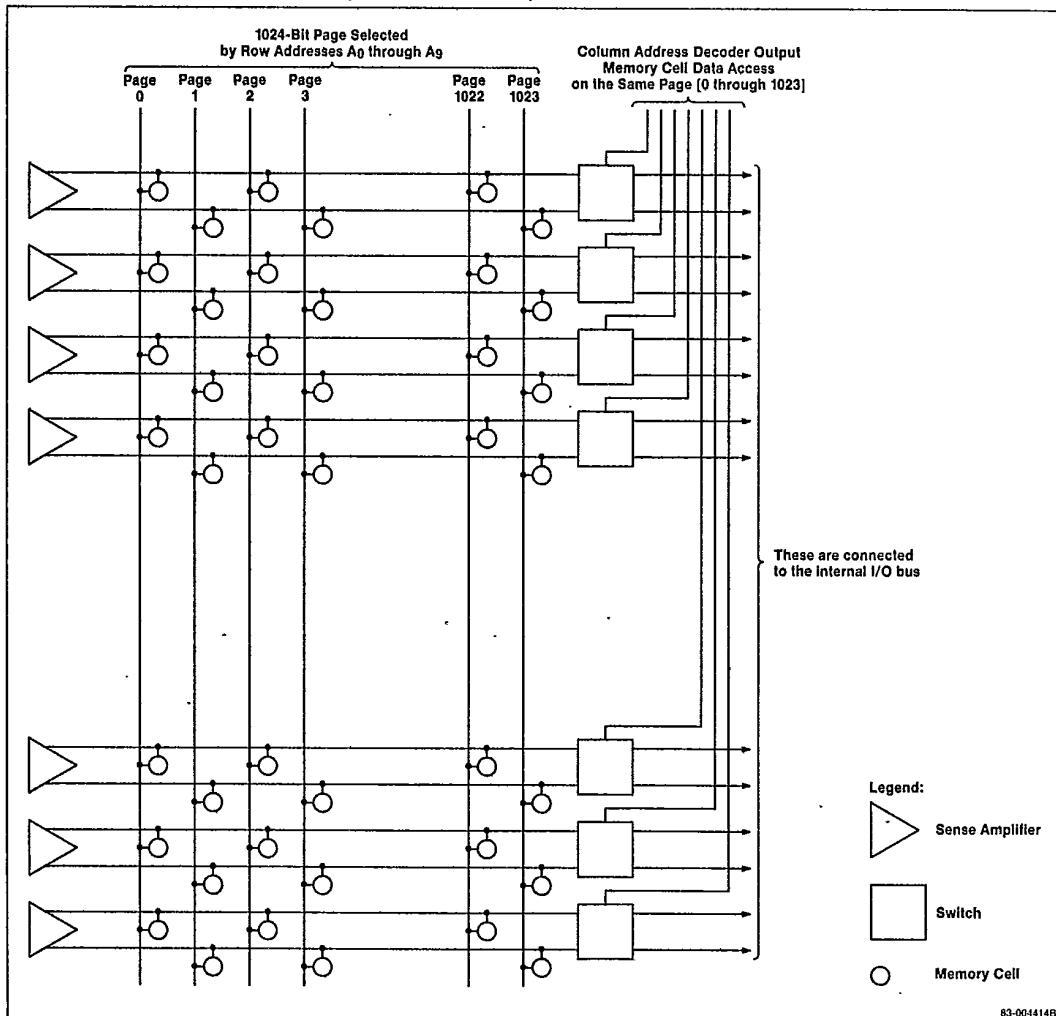 1024-Bit Page Selected
by Row Addresses A0 through A9
Column Address Decoder Output
Memory Cell Data Access
on the Same Page [0 through 1023]
Page 0
Page 1
Page 2
Page 3
Page 1022
Page 1023
These are connected
to the internal I/O bus
Legend:
Sense Amplifier
Switch
Memory Cell
83-004414B